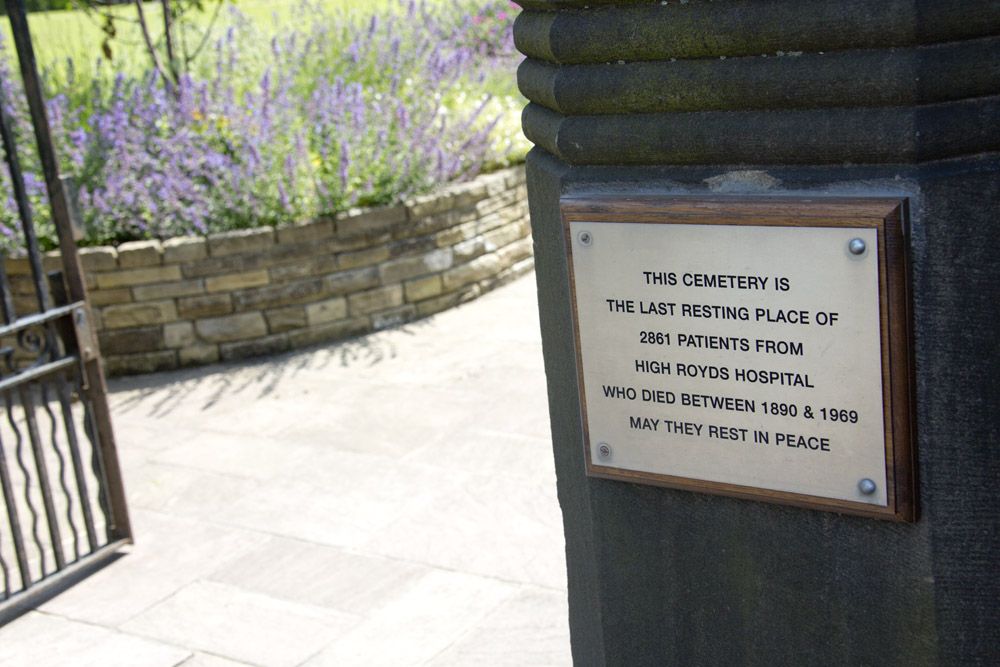 THIS CEMETERY IS
THE LAST RESTING PLACE OF
2861 PATIENTS FROM
HIGH ROYDS HOSPITAL
WHO DIED BETWEEN 1890 & 1969
MAY THEY REST IN PEACE